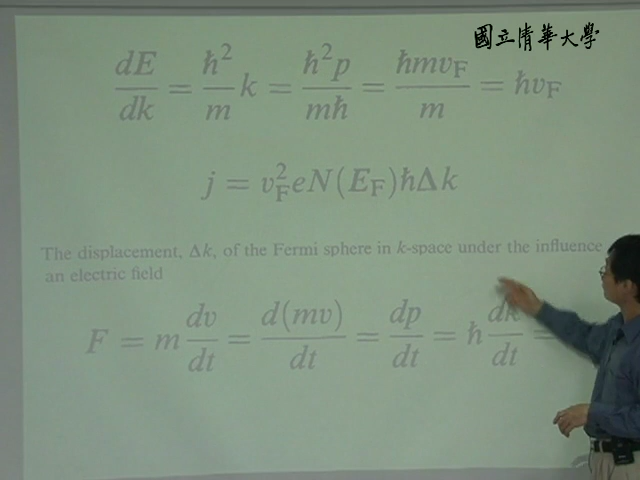 國立清華大學
dE/dk = ħ²/m k = ħ²p/mħ = ħmv_F/m = ħv_F
j = v_F² eN(E_F)ħΔk
The displacement, Δk, of the Fermi sphere in k-space under the influence
an electric field
F = m dv/dt = d(mv)/dt = dp/dt = ħ dk/dt =